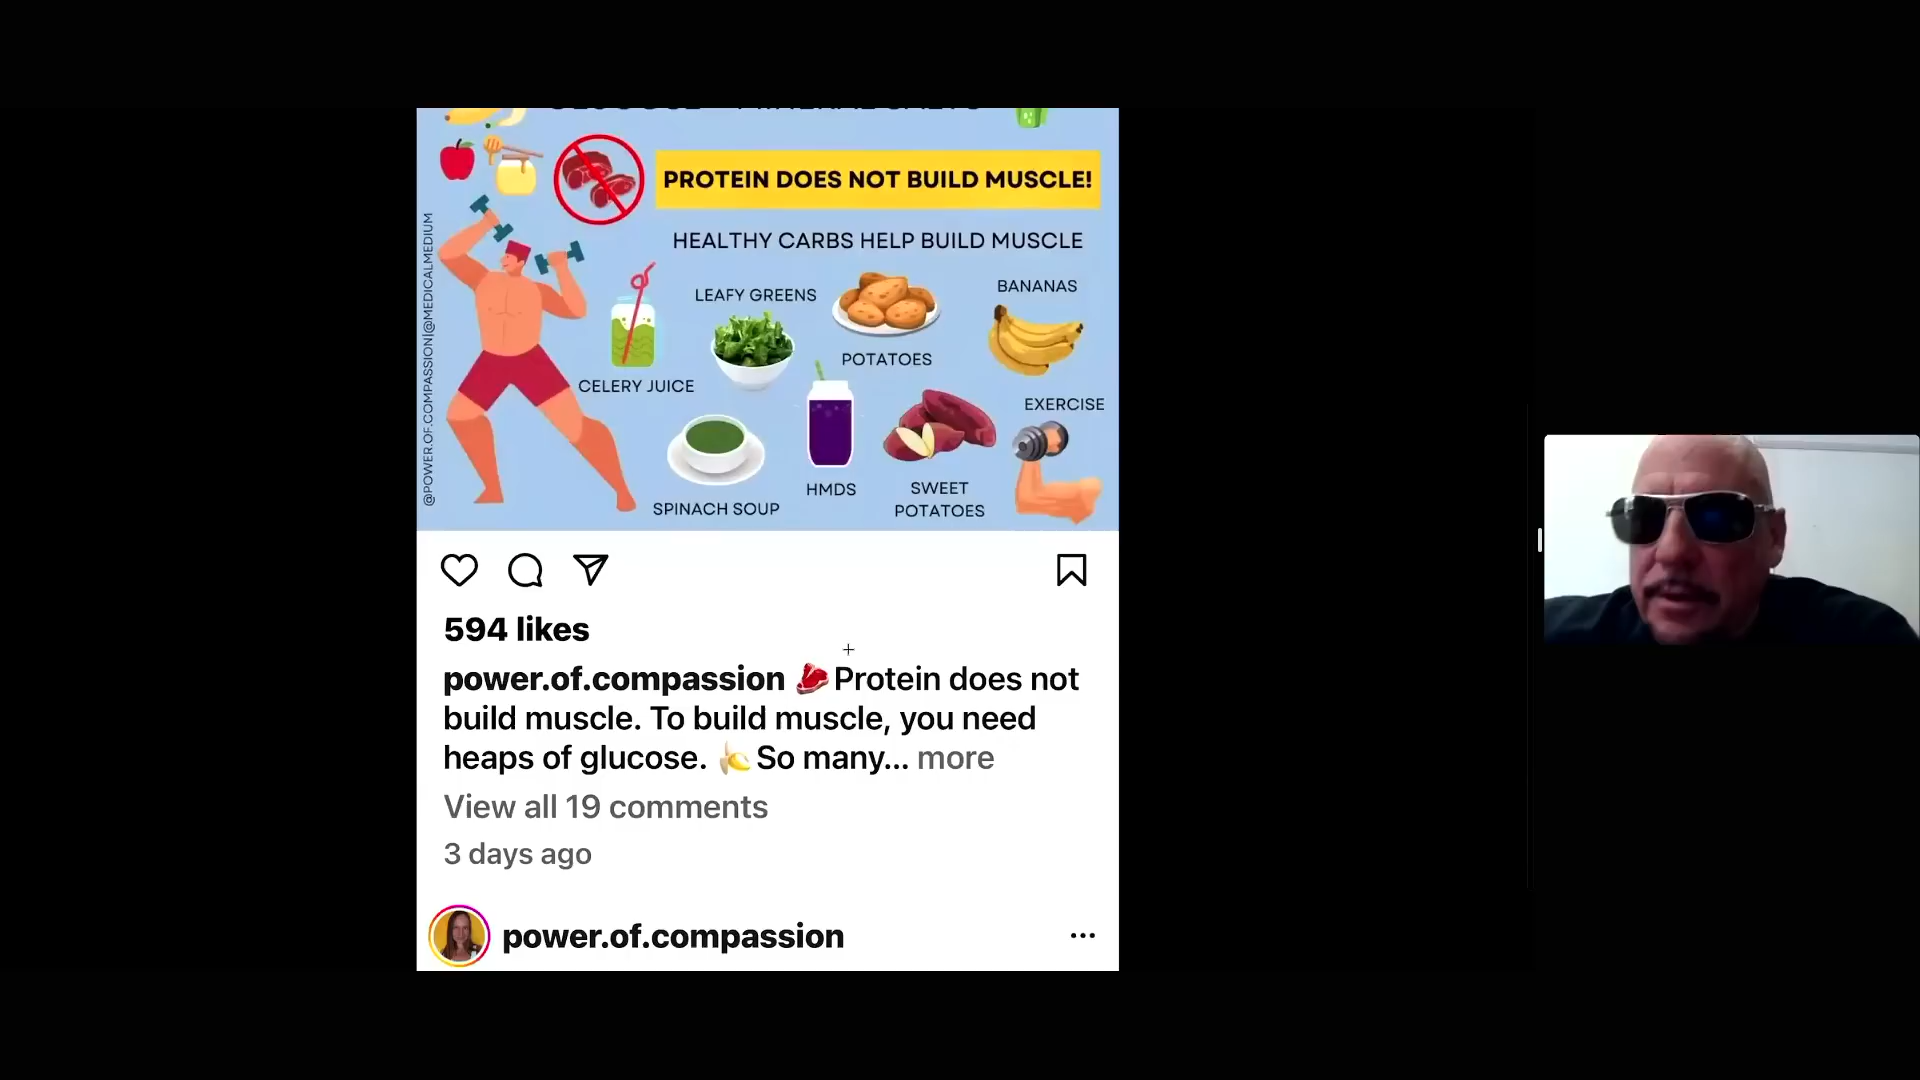 PROTEIN DOES NOT BUILD MUSCLE!
HEALTHY CARBS HELP BUILD MUSCLE
LEAFY GREENS
BANANAS
POTATOES
CELERY JUICE
EXERCISE
HMDS
SWEET
POTATOES
SPINACH SOUP
@POWER.OF.COMPASSION|@MEDICALMEDIUM
594 likes
power.of.compassion 🥩Protein does not
build muscle. To build muscle, you need
heaps of glucose. 🍌So many... more
View all 19 comments
3 days ago
power.of.compassion